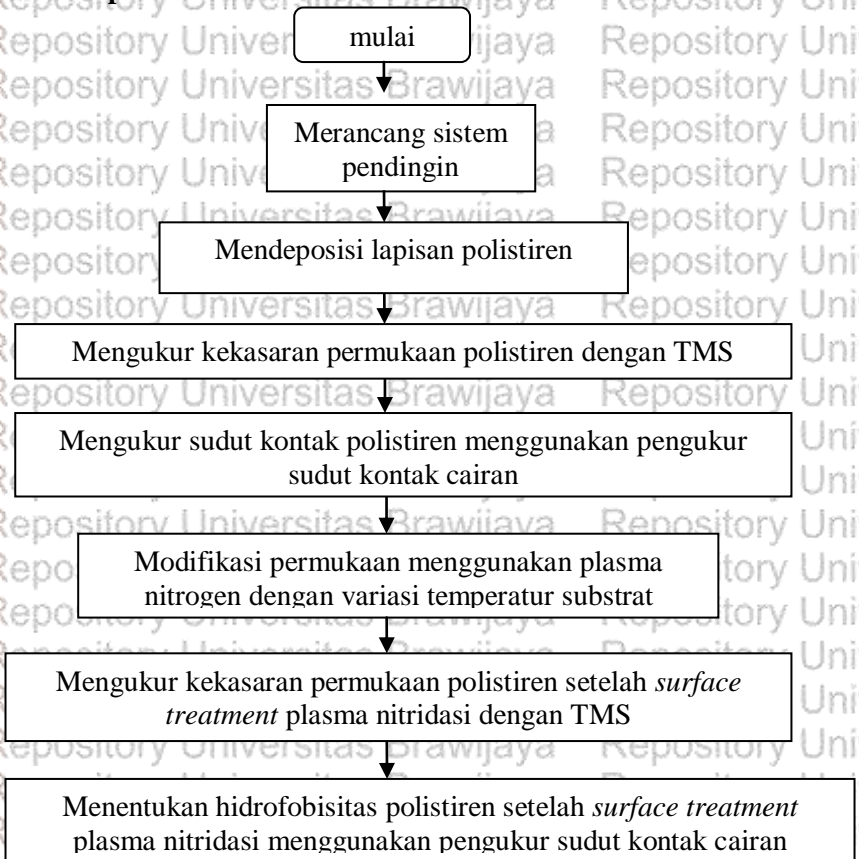 mulai
Merancang sistem
pendingin
Mendeposisi lapisan polistiren
Mengukur kekasaran permukaan polistiren dengan TMS
Mengukur sudut kontak polistiren menggunakan pengukur
sudut kontak cairan
Modifikasi permukaan menggunakan plasma
nitrogen dengan variasi temperatur substrat
Mengukur kekasaran permukaan polistiren setelah surface
treatment plasma nitridasi dengan TMS
Menentukan hidrofobisitas polistiren setelah surface treatment
plasma nitridasi menggunakan pengukur sudut kontak cairan